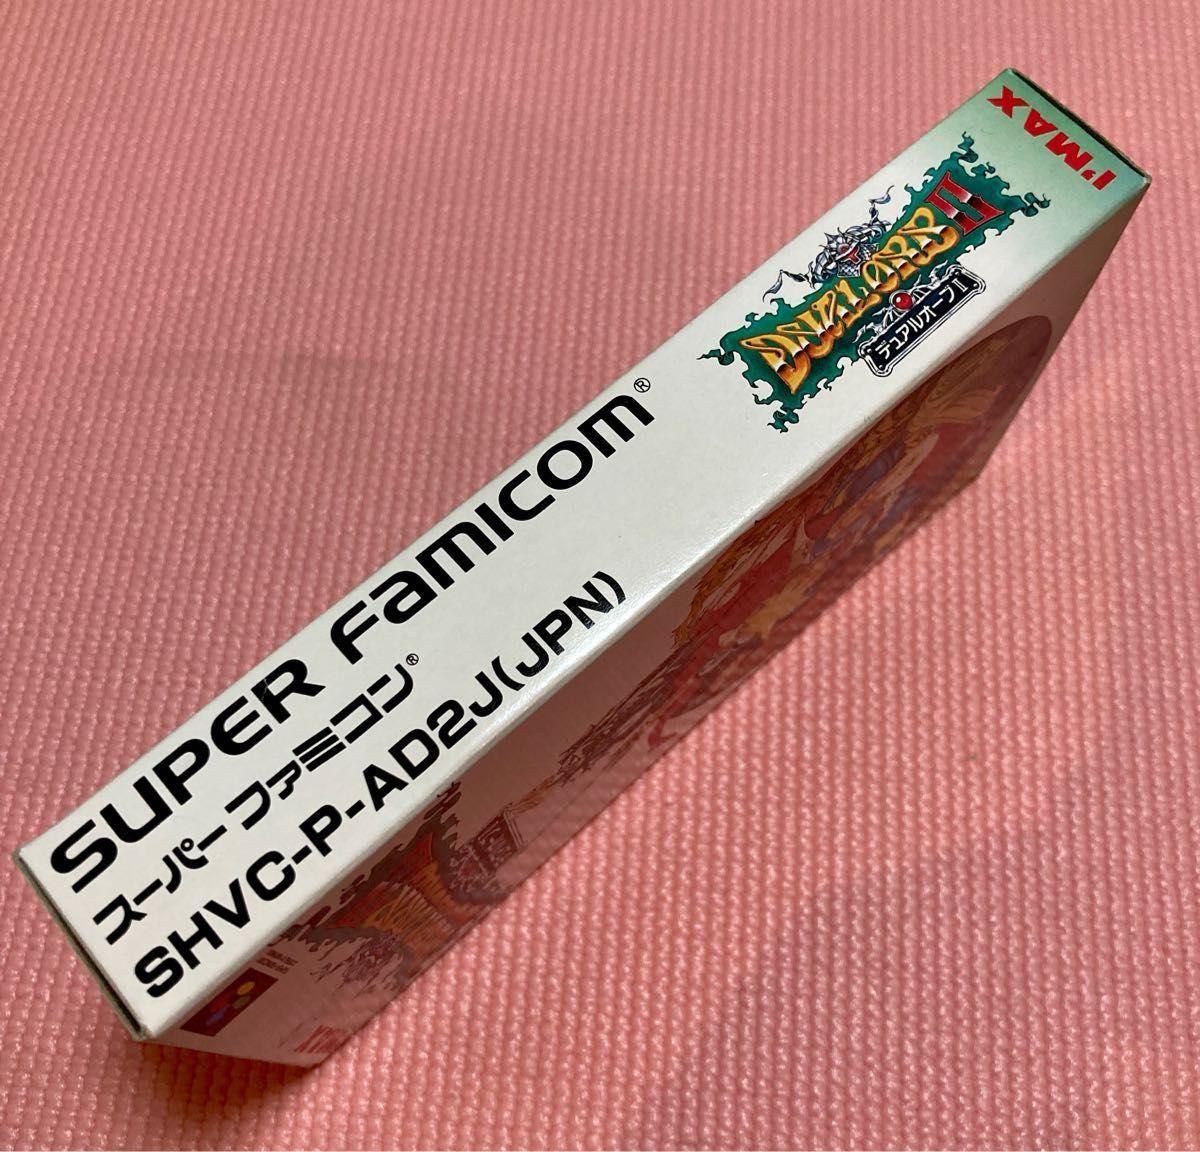 SUPER FAMICOM®
スーパーファミコン®
SHVC-P-AD2J(JPN)
DUAL ORB II
デュアルオーブII
I'MAX